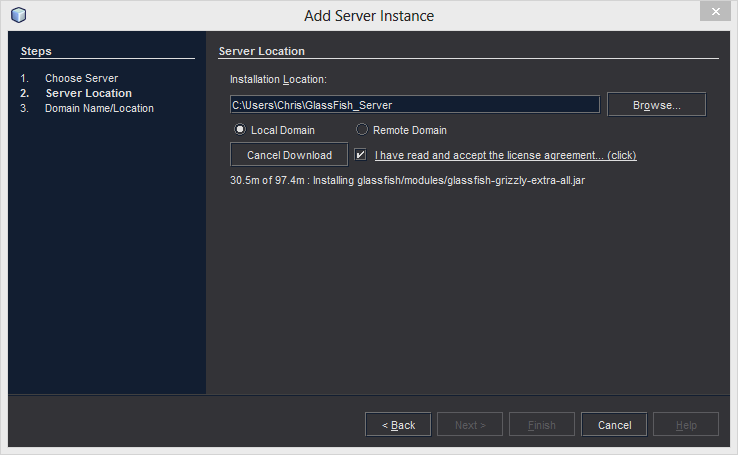 Add Server Instance
Steps
1. Choose Server
2. Server Location
3. Domain Name/Location
Server Location
Installation Location:
C:\Users\Chris\GlassFish_Server
Browse...
Local Domain
Remote Domain
Cancel Download
I have read and accept the license agreement... (click)
30.5m of 97.4m : Installing glassfish/modules/glassfish-grizzly-extra-all.jar
< Back
Next >
Finish
Cancel
Help